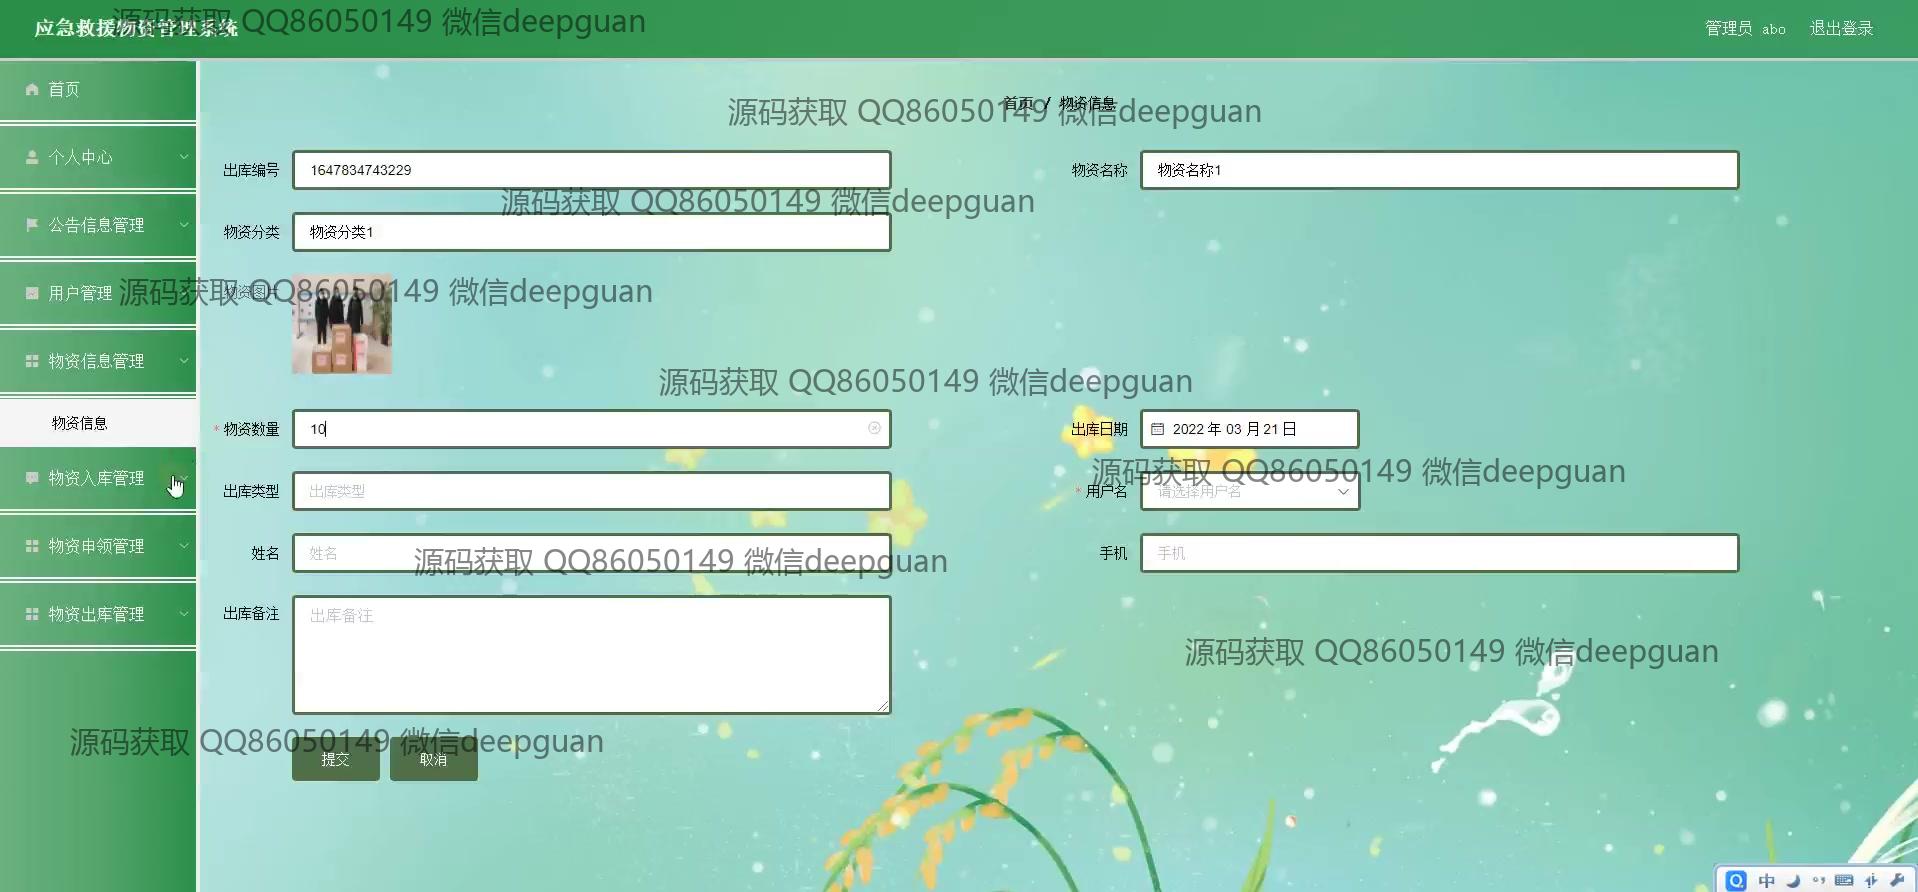 应急救援物资管理系统
源码获取 QQ86050149 微信deepguan
管理员 abo 退出登录
首页
首页 / 物资信息
源码获取 QQ86050149 微信deepguan
个人中心
出库编号 1647834743229 物资名称 物资名称1
源码获取 QQ86050149 微信deepguan
公告信息管理
物资分类 物资分类1
用户管理
物资图片
源码获取 QQ86050149 微信deepguan
物资信息管理
源码获取 QQ86050149 微信deepguan
物资信息
* 物资数量 10 出库日期 2022 年 03 月 21 日
物资入库管理
源码获取 QQ86050149 微信deepguan
出库类型 出库类型 * 用户名 请选择用户名
物资申领管理
姓名 姓名 手机 手机
源码获取 QQ86050149 微信deepguan
物资出库管理
出库备注 出库备注
源码获取 QQ86050149 微信deepguan
源码获取 QQ86050149 微信deepguan
提交 取消
中